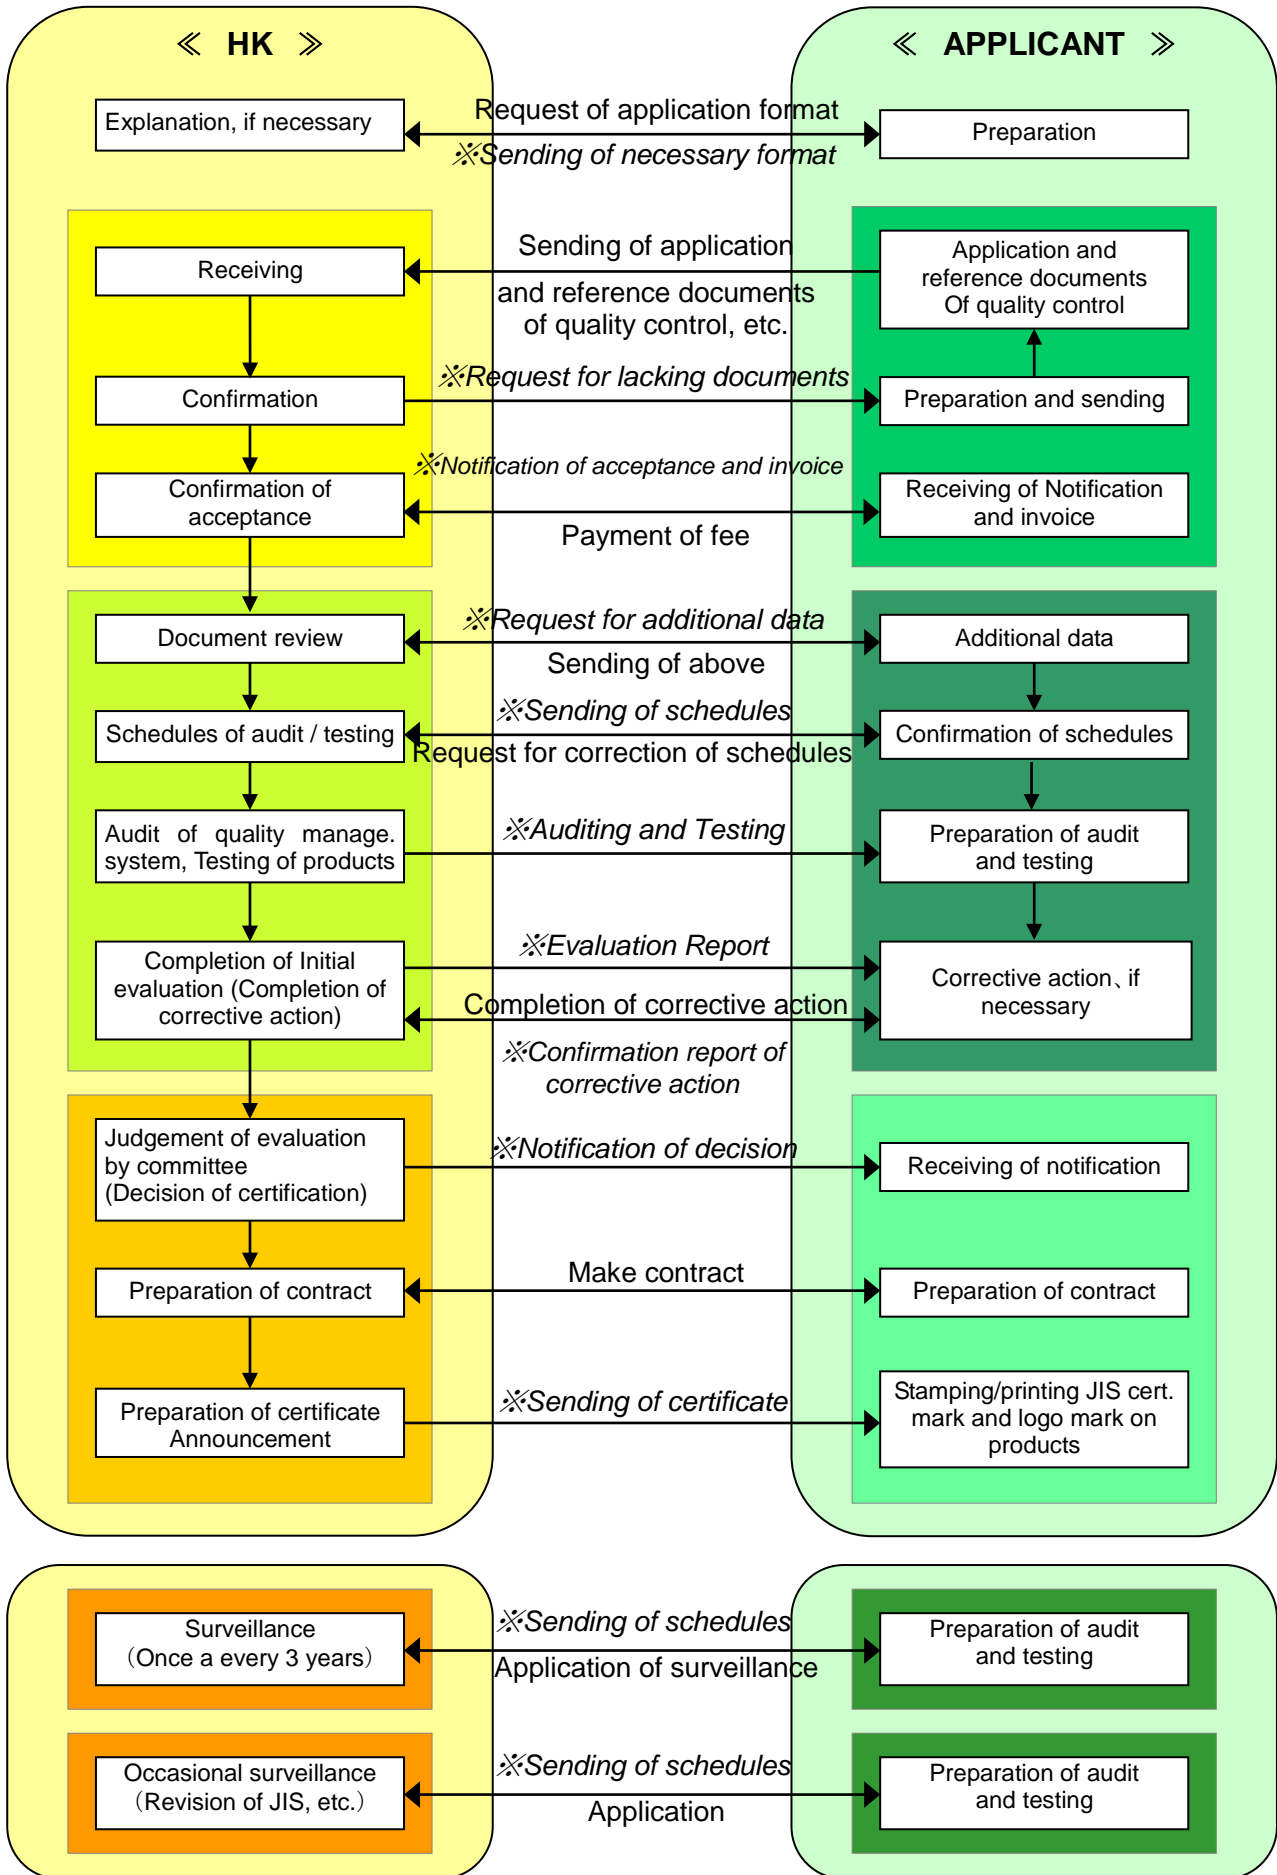 ≪ HK ≫
≪ APPLICANT ≫
Explanation, if necessary
Request of application format
※Sending of necessary format
Preparation
Receiving
Sending of application
and reference documents
of quality control, etc.
Application and
reference documents
Of quality control
Confirmation
※Request for lacking documents
Preparation and sending
Confirmation of
acceptance
※Notification of acceptance and invoice
Payment of fee
Receiving of Notification
and invoice
Document review
※Request for additional data
Sending of above
Additional data
Schedules of audit / testing
※Sending of schedules
Request for correction of schedules
Confirmation of schedules
Audit of quality manage.
system, Testing of products
※Auditing and Testing
Preparation of audit
and testing
Completion of Initial
evaluation (Completion of
corrective action)
※Evaluation Report
Completion of corrective action
※Confirmation report of
corrective action
Corrective action、if
necessary
Judgement of evaluation
by committee
(Decision of certification)
※Notification of decision
Receiving of notification
Preparation of contract
Make contract
Preparation of contract
Preparation of certificate
Announcement
※Sending of certificate
Stamping/printing JIS cert.
mark and logo mark on
products
Surveillance
（Once a every 3 years）
※Sending of schedules
Application of surveillance
Preparation of audit
and testing
Occasional surveillance
（Revision of JIS, etc.）
※Sending of schedules
Application
Preparation of audit
and testing